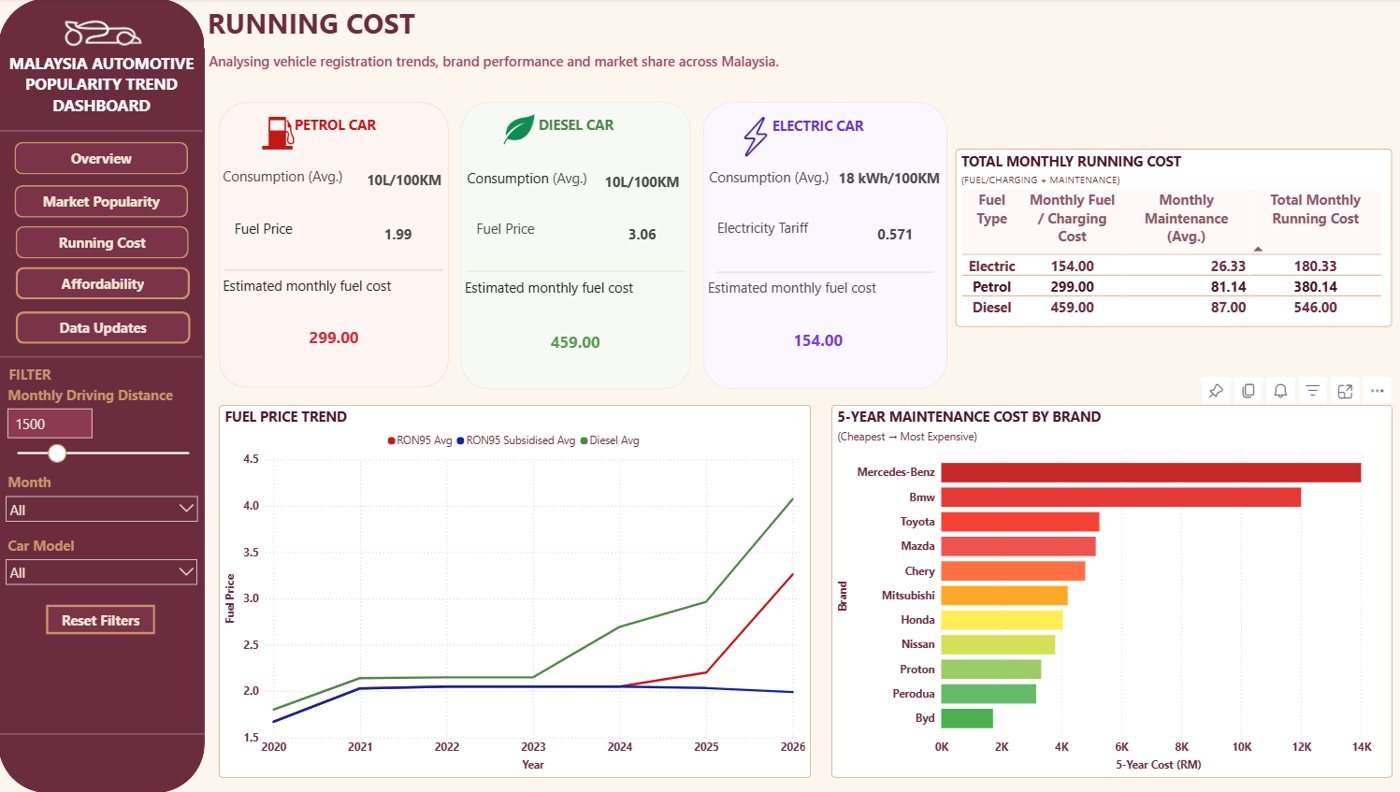 MALAYSIA AUTOMOTIVE
POPULARITY TREND
DASHBOARD
Overview
Market Popularity
Running Cost
Affordability
Data Updates
FILTER
Monthly Driving Distance
1500
Month
All
Car Model
All
Reset Filters
RUNNING COST
Analysing vehicle registration trends, brand performance and market share across Malaysia.
PETROL CAR
Consumption (Avg.) 10L/100KM
Fuel Price 1.99
Estimated monthly fuel cost
299.00
DIESEL CAR
Consumption (Avg.) 10L/100KM
Fuel Price 3.06
Estimated monthly fuel cost
459.00
ELECTRIC CAR
Consumption (Avg.) 18 kWh/100KM
Electricity Tariff 0.571
Estimated monthly fuel cost
154.00
TOTAL MONTHLY RUNNING COST
(FUEL/CHARGING + MAINTENANCE)
Fuel Monthly Fuel Monthly Total Monthly
Type / Charging Maintenance Running Cost
Cost (Avg.)
Electric 154.00 26.33 180.33
Petrol 299.00 81.14 380.14
Diesel 459.00 87.00 546.00
FUEL PRICE TREND
RON95 Avg RON95 Subsidised Avg Diesel Avg
4.5
4.0
3.5
3.0
2.5
2.0
1.5
Fuel Price
2020 2021 2022 2023 2024 2025 2026
Year
5-YEAR MAINTENANCE COST BY BRAND
(Cheapest → Most Expensive)
Brand
Mercedes-Benz
Bmw
Toyota
Mazda
Chery
Mitsubishi
Honda
Nissan
Proton
Perodua
Byd
0K 2K 4K 6K 8K 10K 12K 14K
5-Year Cost (RM)